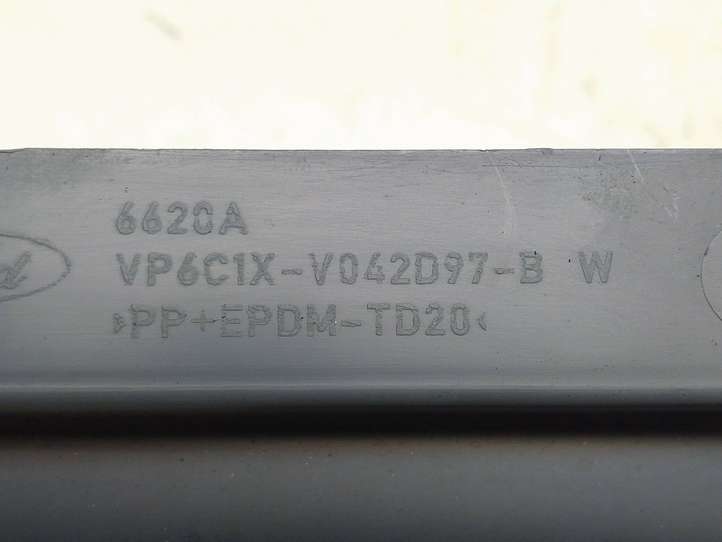 6620A
VP6C1X-V042D97-B W
>PP+EPDM-TD20<